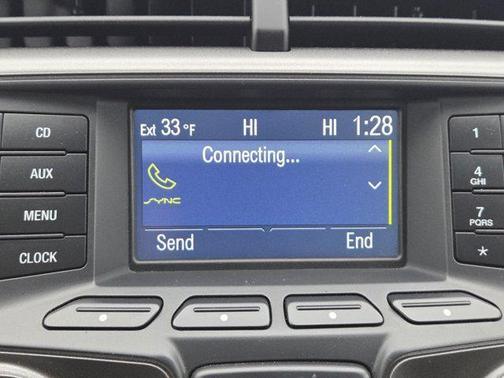 CD
AUX
MENU
CLOCK
Ext 33 °F HI HI 1:28
Connecting...
SYNC
Send End
1
4
GHI
7
PQRS
*